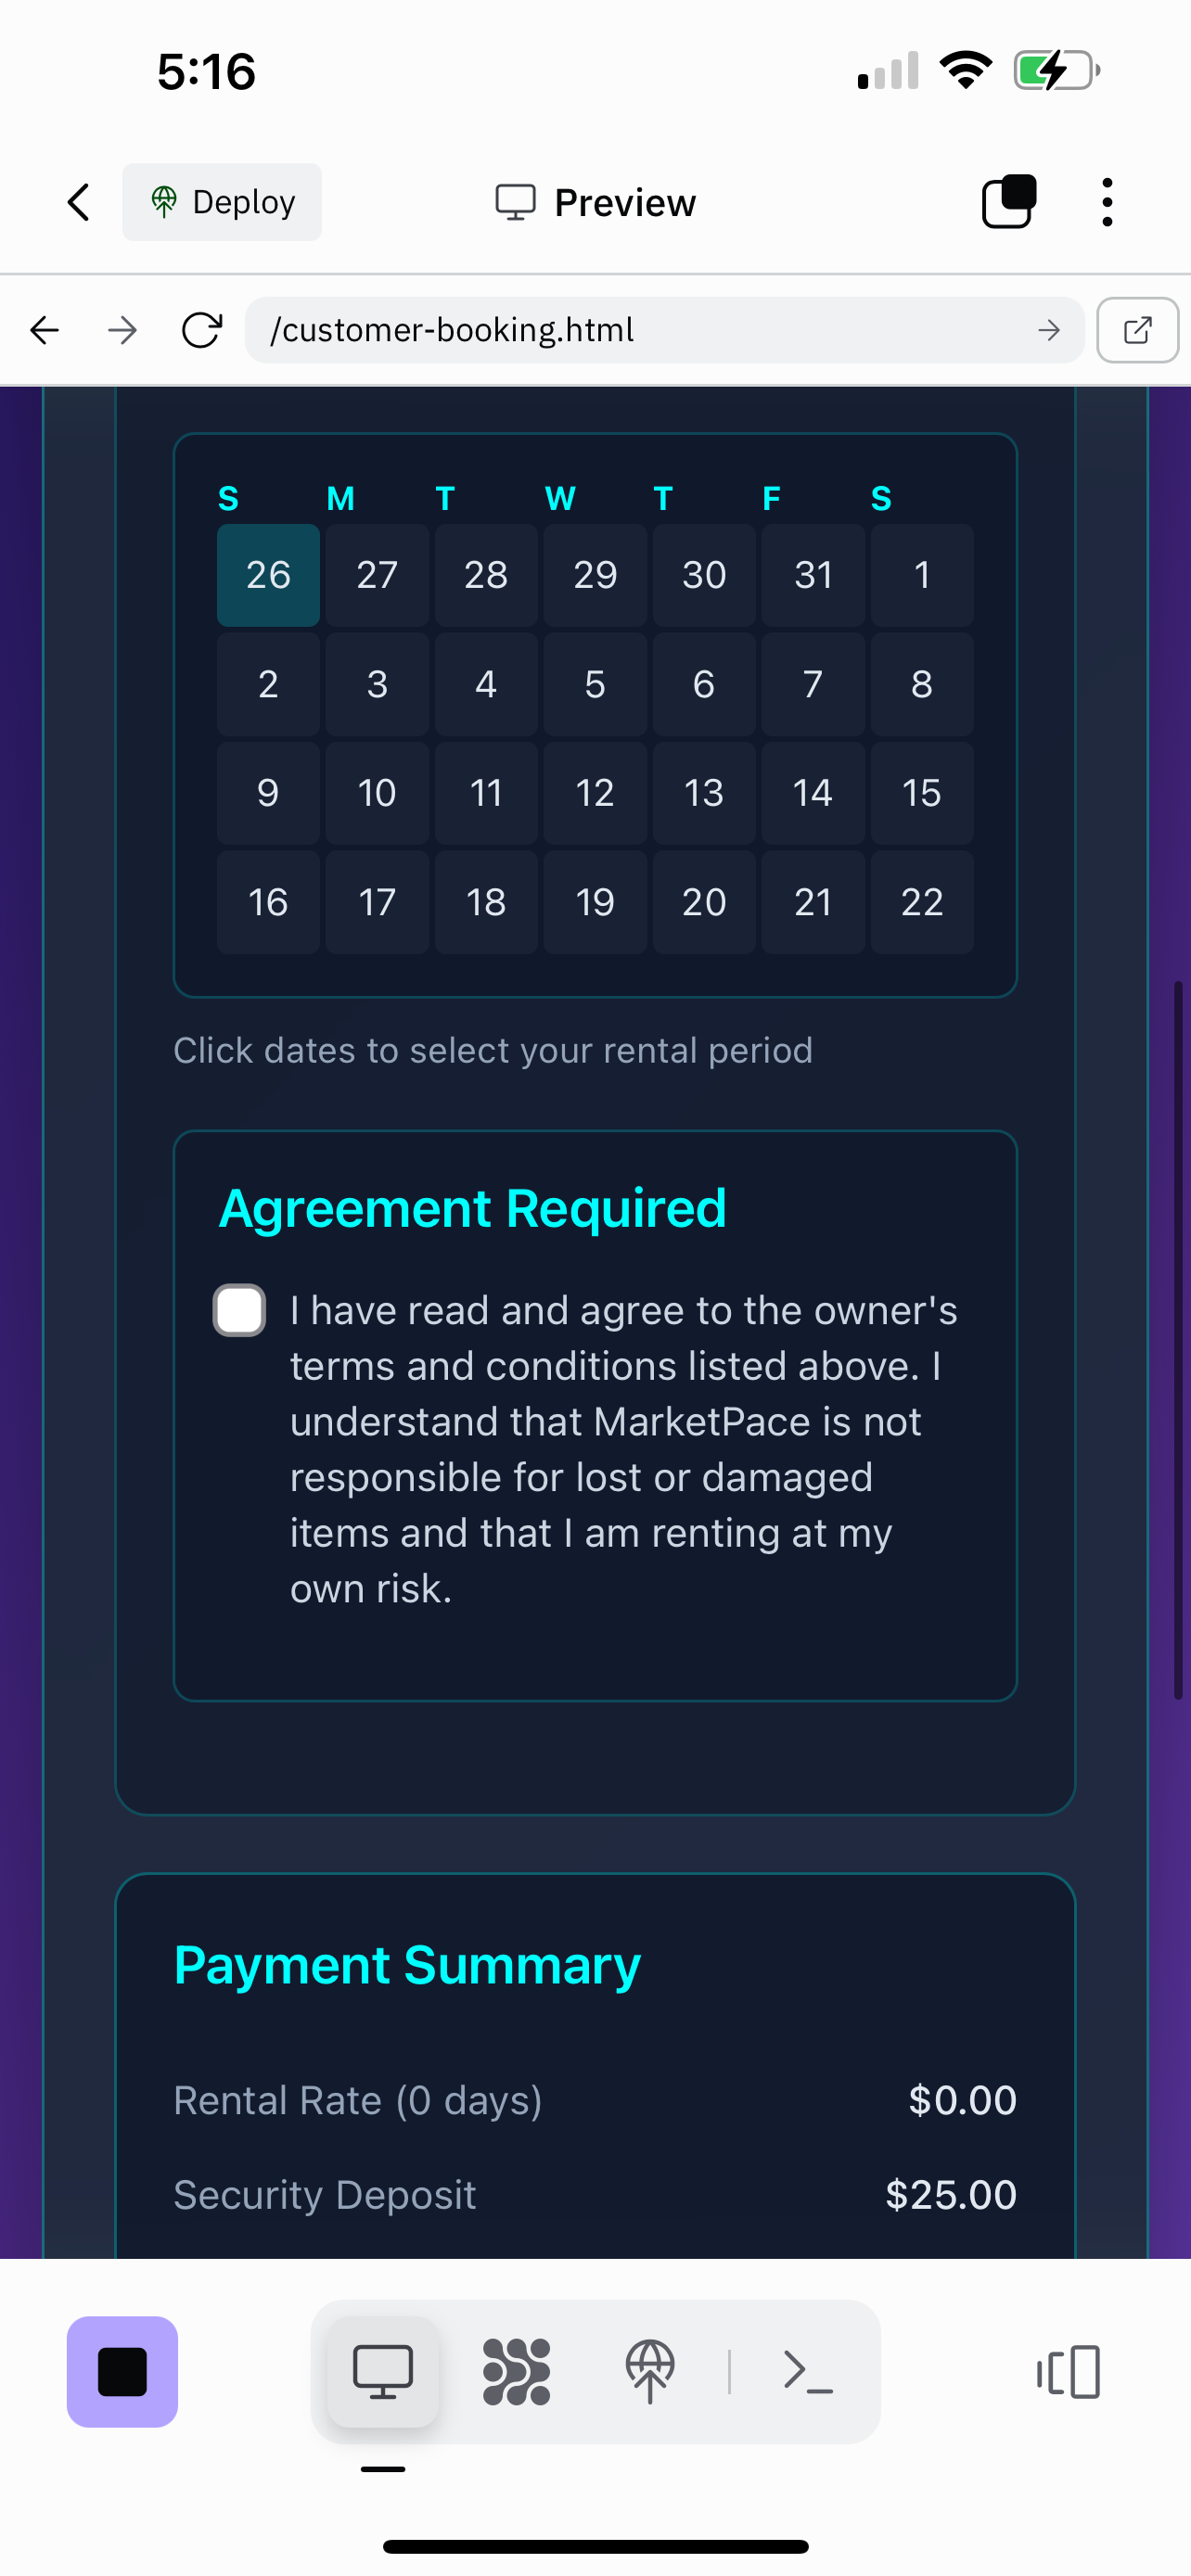 5:16
Deploy
Preview
/customer-booking.html
S M T W T F S
26 27 28 29 30 31 1
2 3 4 5 6 7 8
9 10 11 12 13 14 15
16 17 18 19 20 21 22
Click dates to select your rental period
Agreement Required
I have read and agree to the owner's
terms and conditions listed above. I
understand that MarketPace is not
responsible for lost or damaged
items and that I am renting at my
own risk.
Payment Summary
Rental Rate (0 days) $0.00
Security Deposit $25.00